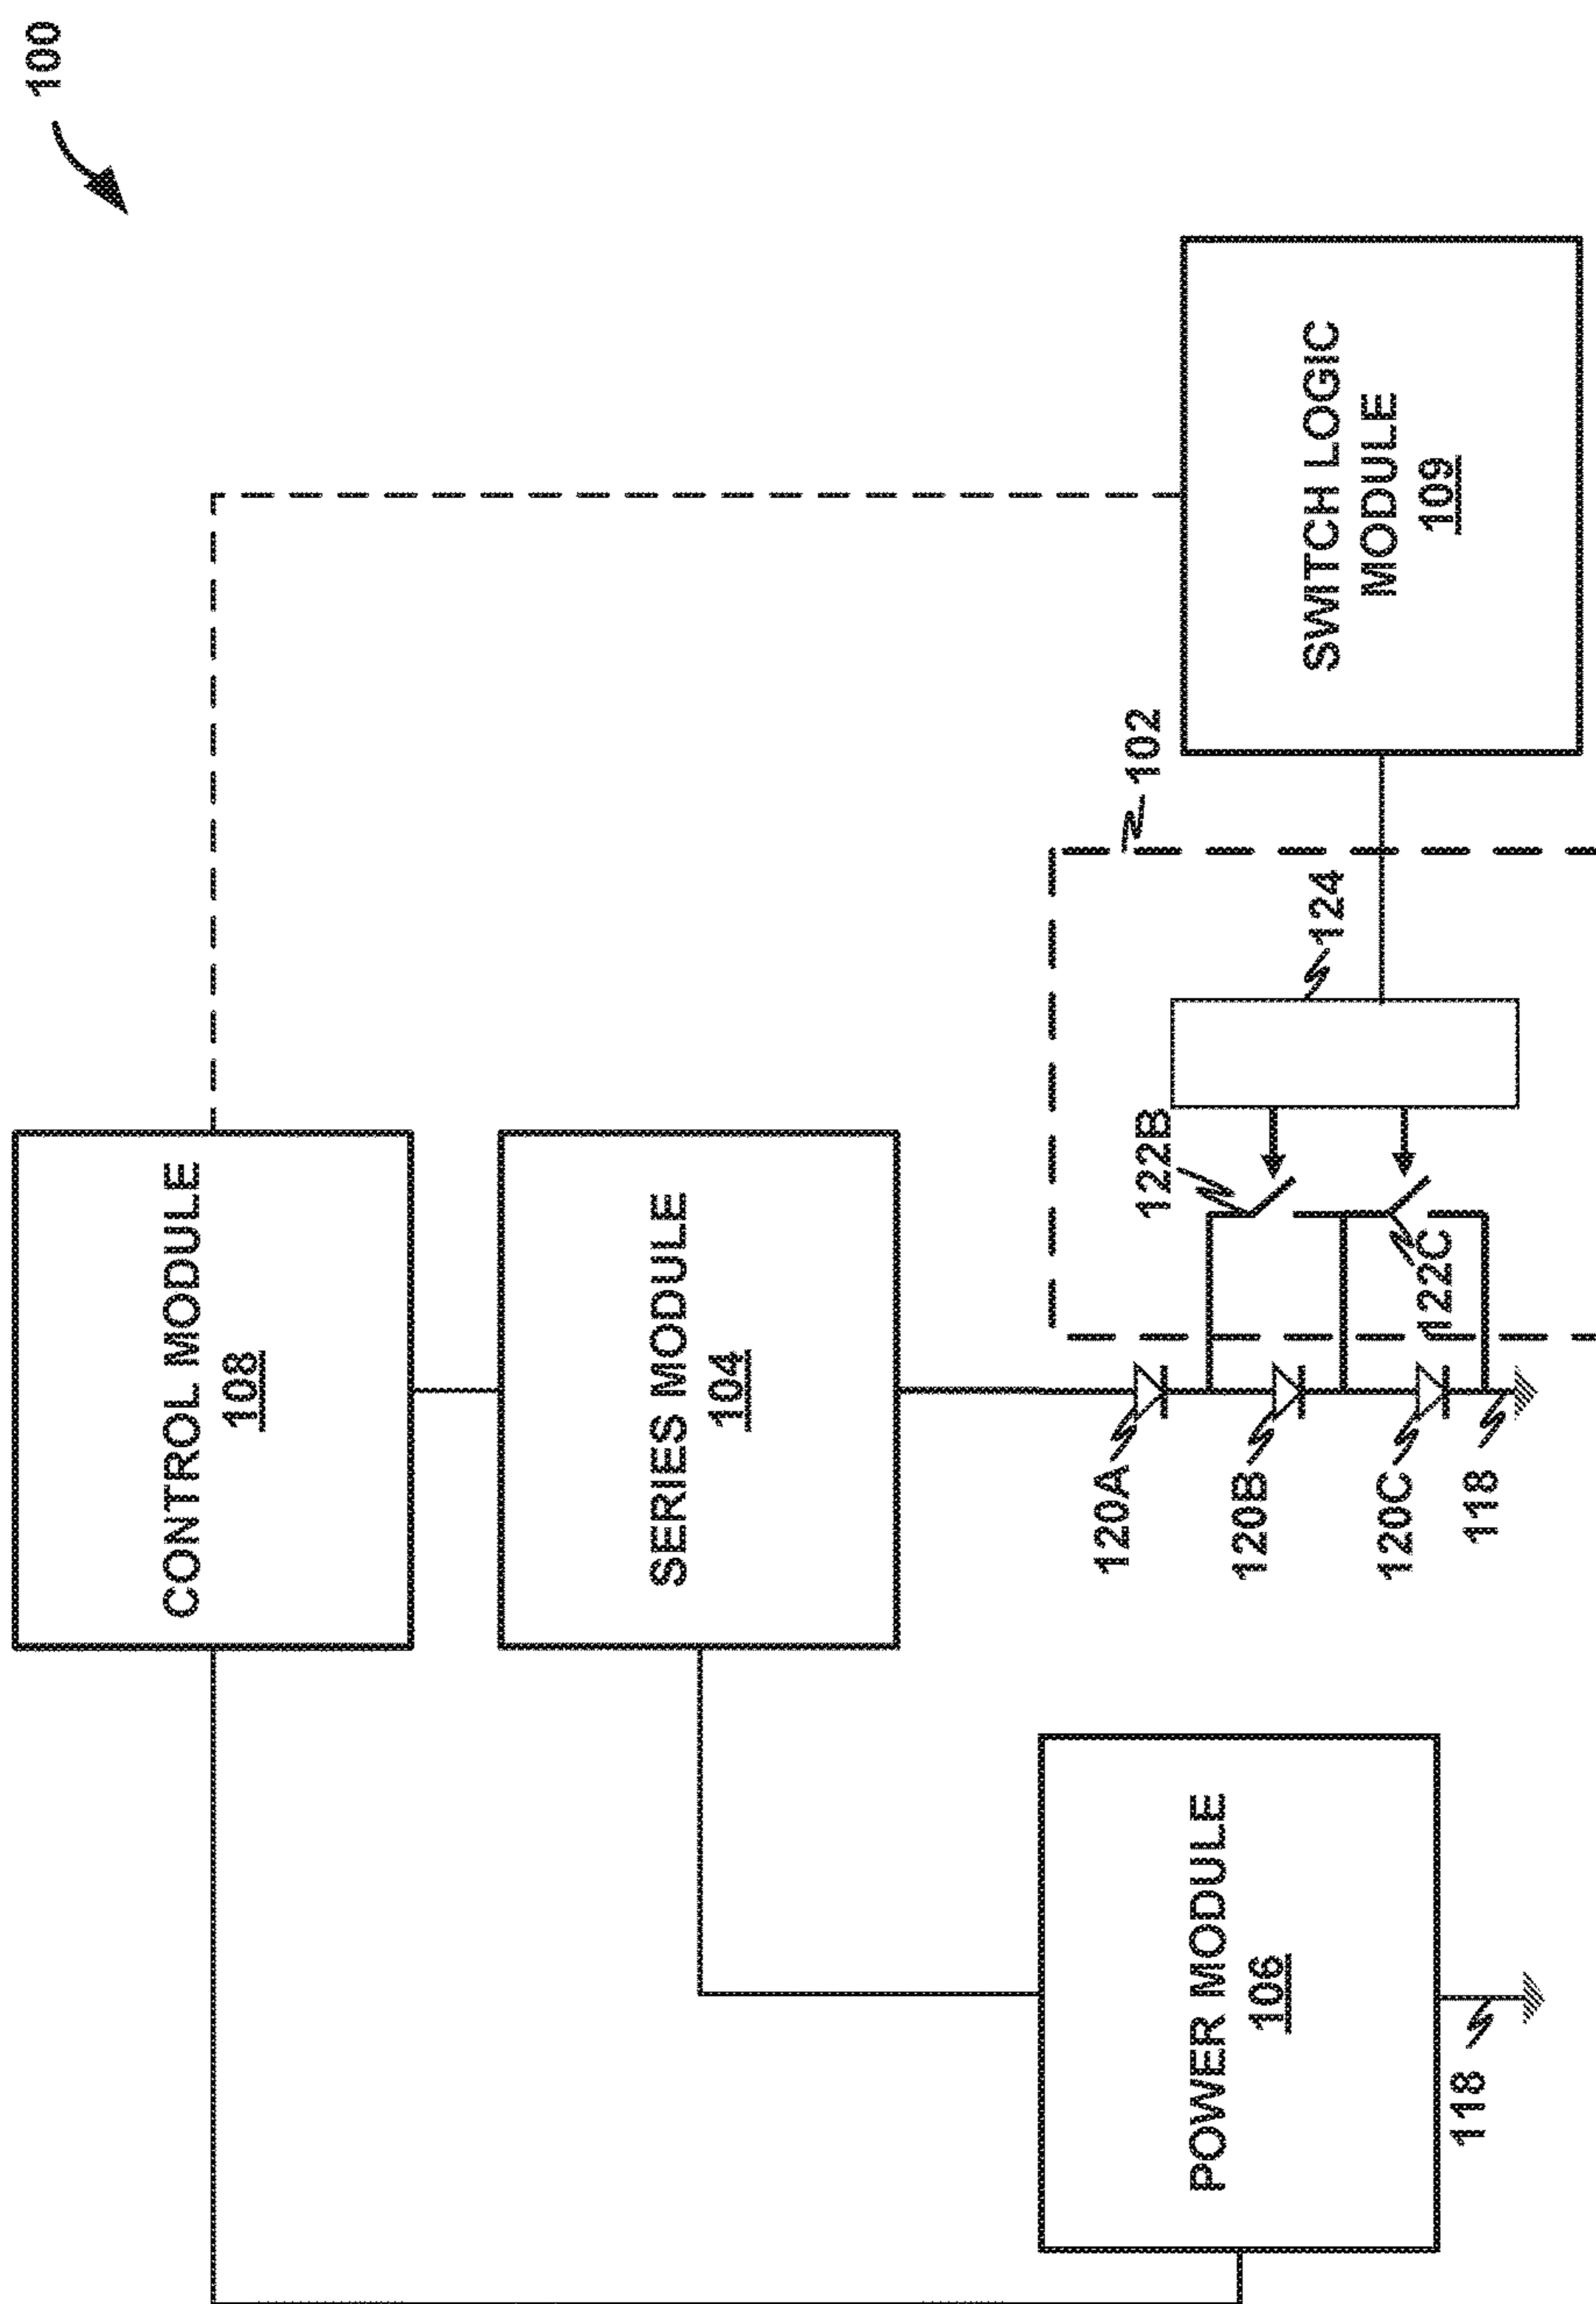 100
CONTROL MODULE
108
SERIES MODULE
104
POWER MODULE
106
118
120A
120B
120C
118
122B
122C
124
102
SWITCH LOGIC
MODULE
109